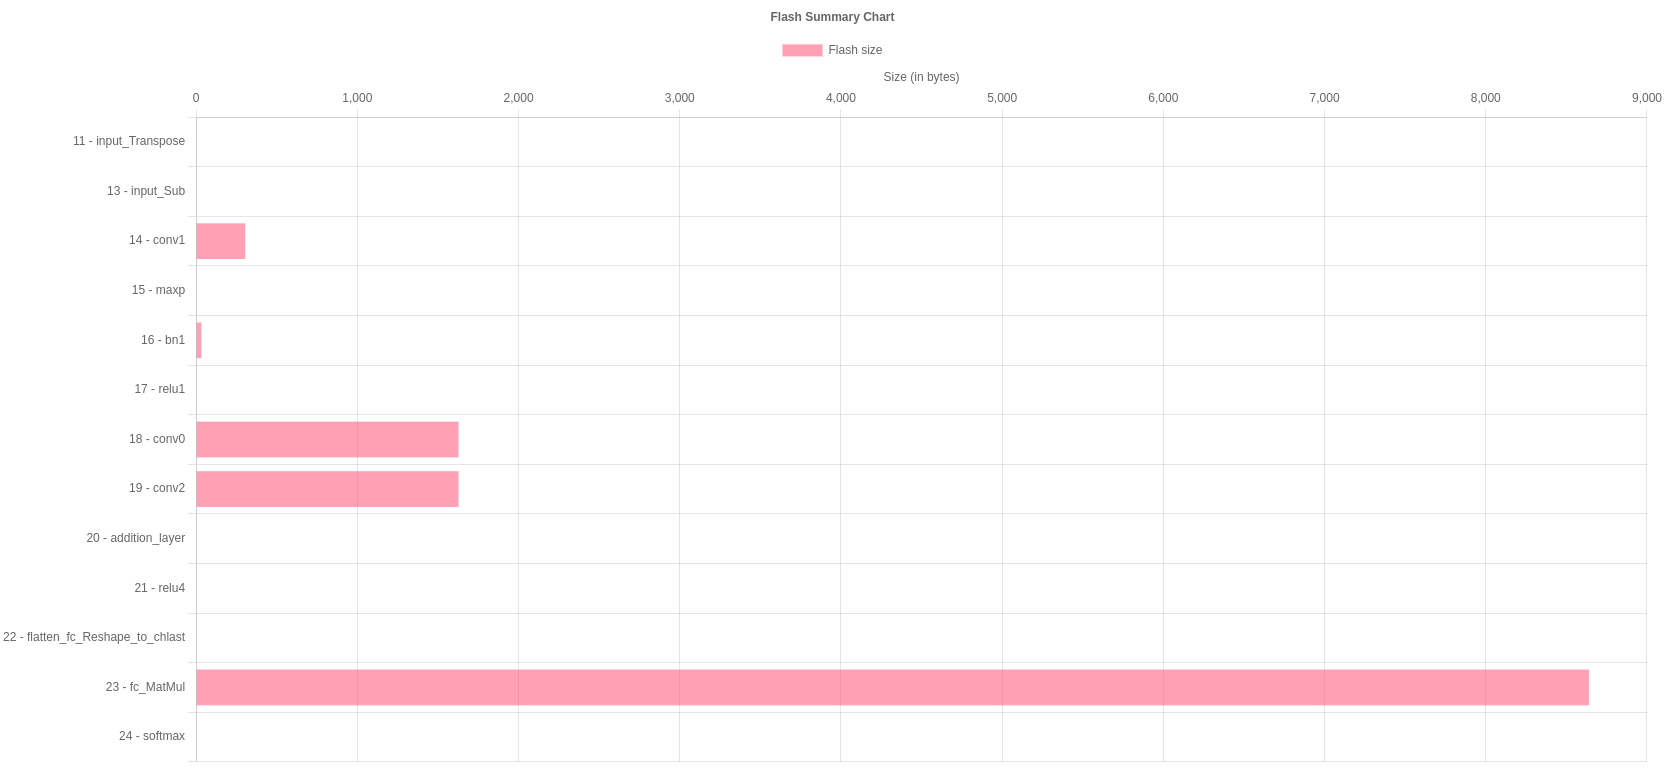 Flash Summary Chart
Flash size
Size (in bytes)
0 1,000 2,000 3,000 4,000 5,000 6,000 7,000 8,000 9,000
11 - input_Transpose
13 - input_Sub
14 - conv1
15 - maxp
16 - bn1
17 - relu1
18 - conv0
19 - conv2
20 - addition_layer
21 - relu4
22 - flatten_fc_Reshape_to_chlast
23 - fc_MatMul
24 - softmax